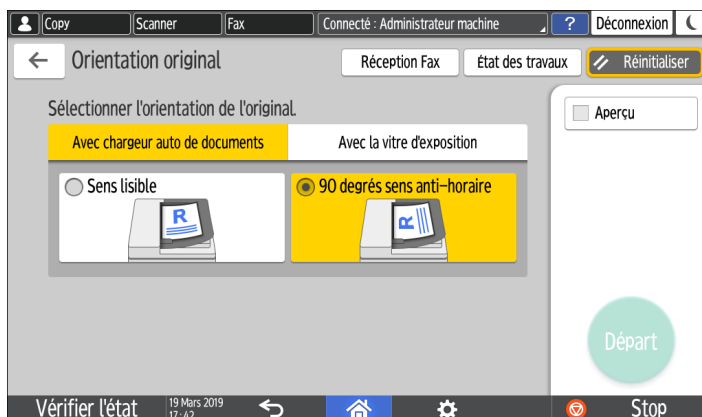 Copy
Scanner
Fax
Connecté : Administrateur machine
?
Déconnexion
Orientation original
Réception Fax
État des travaux
Réinitialiser
Sélectionner l'orientation de l'original.
Aperçu
Avec chargeur auto de documents
Avec la vitre d'exposition
Sens lisible
90 degrés sens anti-horaire
R
R
Départ
Vérifier l'état
19 Mars 2019
17:42
Stop